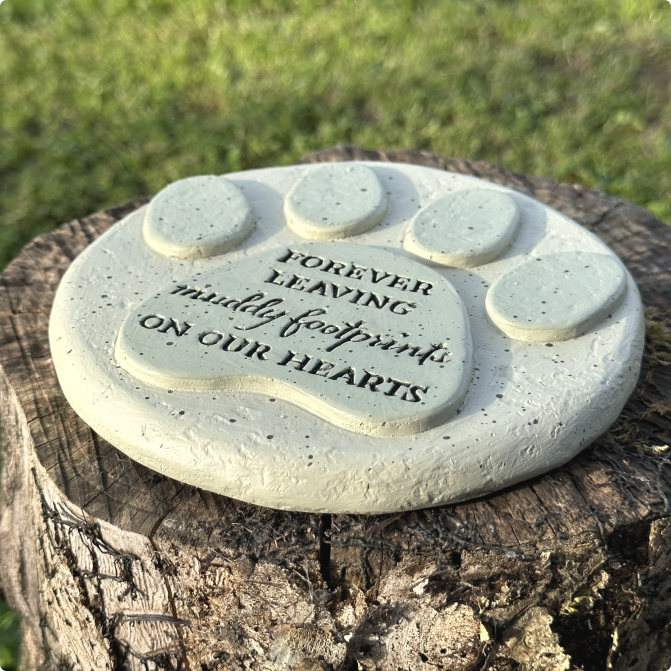 FOREVER
LEAVING
muddy footprints
ON OUR HEARTS